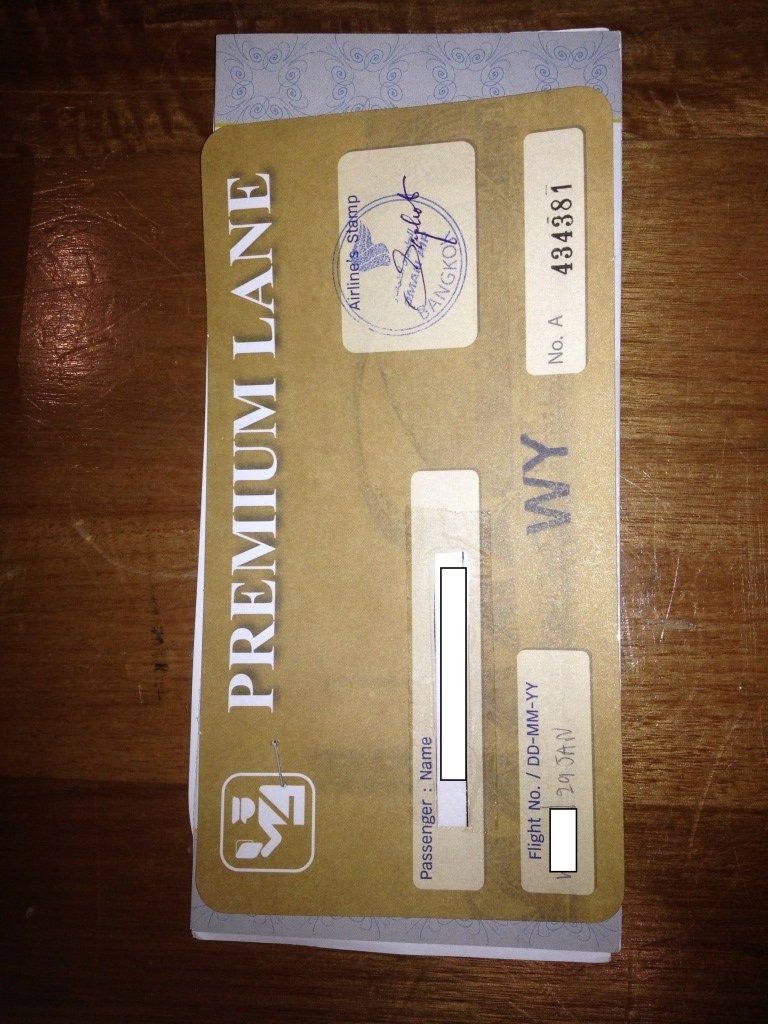 PREMIUM LANE
Airline's Stamp
BANGKOK
Passenger : Name
Flight No. / DD-MM-YY
29 JAN
WY
No. A 434381